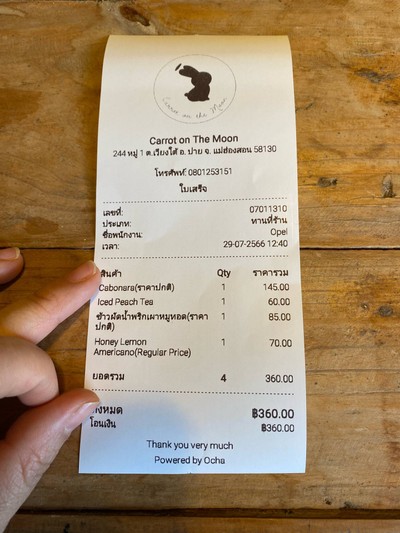 Carrot on the Moon
Carrot on The Moon
244 หมู่ 1 ต.เวียงใต้ อ. ปาย จ. แม่ฮ่องสอน 58130
โทรศัพท์: 0801253151
ใบเสร็จ
เลขที่: 07011310
ประเภท: ทานที่ร้าน
ชื่อพนักงาน: Opel
เวลา: 29-07-2566 12:40
สินค้า Qty ราคารวม
Cabonara(ราคาปกติ) 1 145.00
Iced Peach Tea 1 60.00
ข้าวผัดน้ำพริกเผาหมูทอด(ราคา 1 85.00
ปกติ)
Honey Lemon 1 70.00
Americano(Regular Price)
ยอดรวม 4 360.00
ทั้งหมด ฿360.00
โอนเงิน ฿360.00
Thank you very much
Powered by Ocha